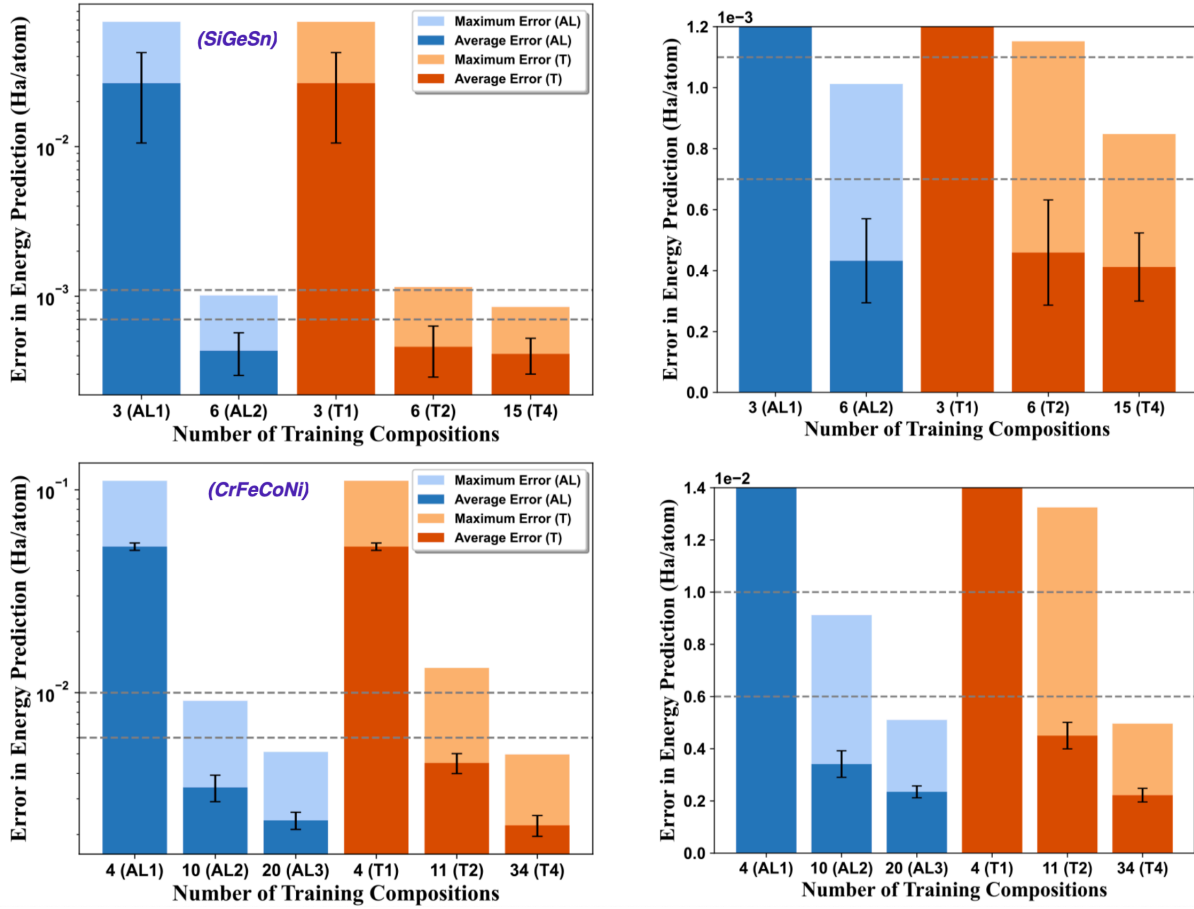 Error in Energy Prediction (Ha/atom)
10⁻²
10⁻³
(SiGeSn)
Maximum Error (AL)
Average Error (AL)
Maximum Error (T)
Average Error (T)
3 (AL1) 6 (AL2) 3 (T1) 6 (T2) 15 (T4)
Number of Training Compositions
1e-3
Error in Energy Prediction (Ha/atom)
1.2
1.0
0.8
0.6
0.4
0.2
0.0
3 (AL1) 6 (AL2) 3 (T1) 6 (T2) 15 (T4)
Number of Training Compositions
Error in Energy Prediction (Ha/atom)
10⁻¹
10⁻²
(CrFeCoNi)
Maximum Error (AL)
Average Error (AL)
Maximum Error (T)
Average Error (T)
4 (AL1) 10 (AL2) 20 (AL3) 4 (T1) 11 (T2) 34 (T4)
Number of Training Compositions
1e-2
Error in Energy Prediction (Ha/atom)
1.4
1.2
1.0
0.8
0.6
0.4
0.2
0.0
4 (AL1) 10 (AL2) 20 (AL3) 4 (T1) 11 (T2) 34 (T4)
Number of Training Compositions